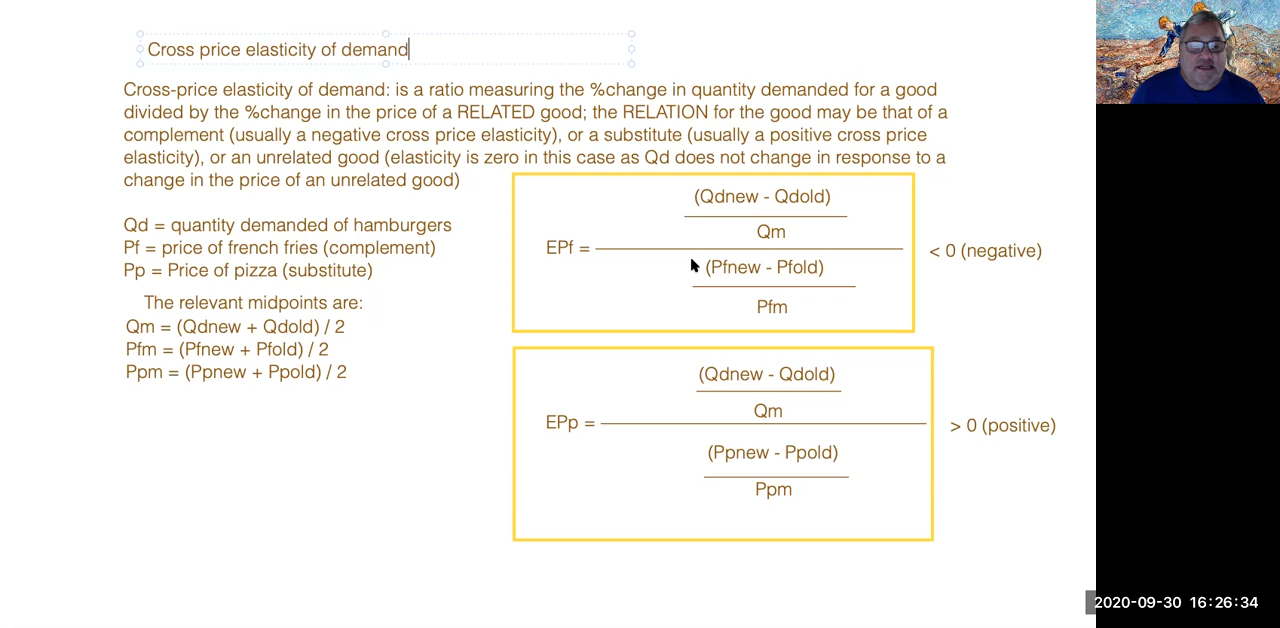 Cross price elasticity of demand
Cross-price elasticity of demand: is a ratio measuring the %change in quantity demanded for a good
divided by the %change in the price of a RELATED good; the RELATION for the good may be that of a
complement (usually a negative cross price elasticity), or a substitute (usually a positive cross price
elasticity), or an unrelated good (elasticity is zero in this case as Qd does not change in response to a
change in the price of an unrelated good)
Qd = quantity demanded of hamburgers
Pf = price of french fries (complement)
Pp = Price of pizza (substitute)
The relevant midpoints are:
Qm = (Qdnew + Qdold) / 2
Pfm = (Pfnew + Pfold) / 2
Ppm = (Ppnew + Ppold) / 2
(Qdnew - Qdold)
Qm
EPf =
(Pfnew - Pfold)
Pfm
< 0 (negative)
(Qdnew - Qdold)
Qm
EPp =
(Ppnew - Ppold)
Ppm
> 0 (positive)
2020-09-30 16:26:34